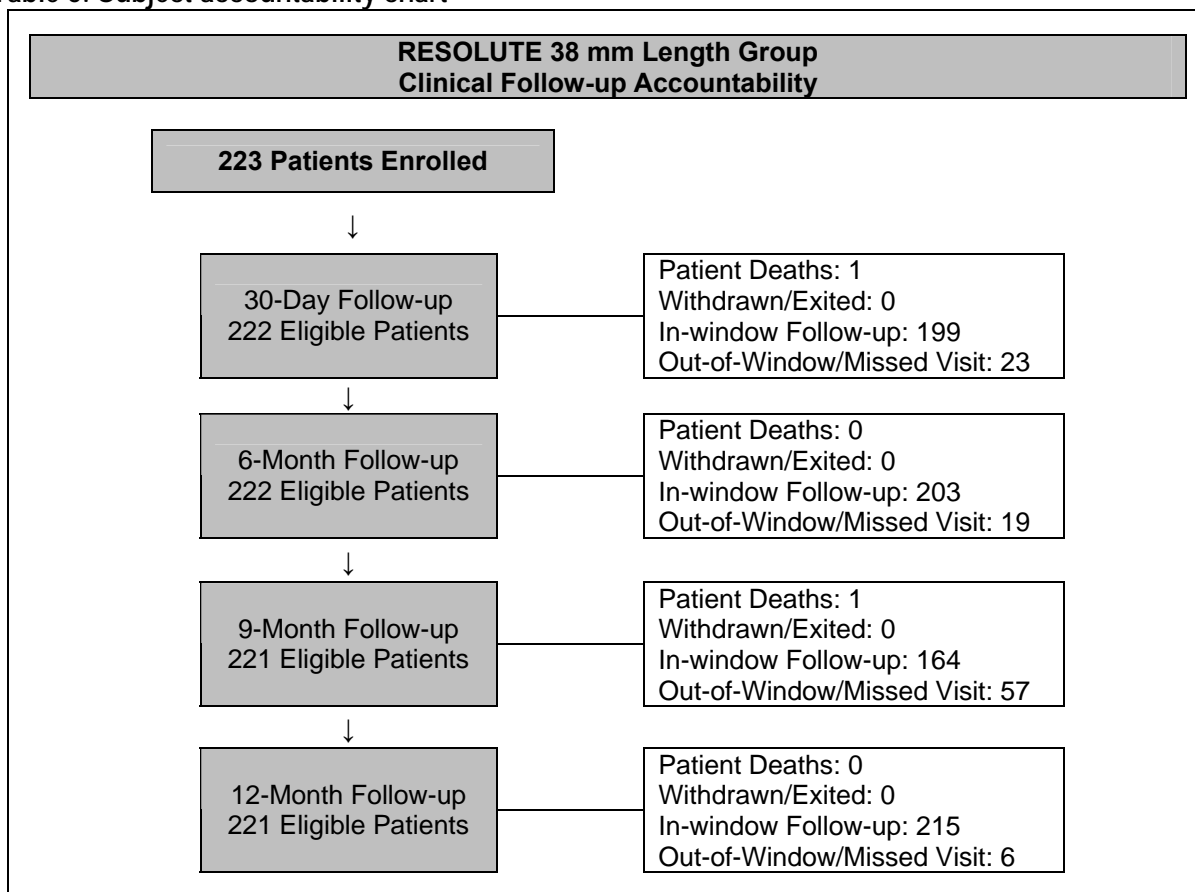 RESOLUTE 38 mm Length Group
Clinical Follow-up Accountability
223 Patients Enrolled
↓
30-Day Follow-up
222 Eligible Patients
Patient Deaths: 1
Withdrawn/Exited: 0
In-window Follow-up: 199
Out-of-Window/Missed Visit: 23
↓
6-Month Follow-up
222 Eligible Patients
Patient Deaths: 0
Withdrawn/Exited: 0
In-window Follow-up: 203
Out-of-Window/Missed Visit: 19
↓
9-Month Follow-up
221 Eligible Patients
Patient Deaths: 1
Withdrawn/Exited: 0
In-window Follow-up: 164
Out-of-Window/Missed Visit: 57
↓
12-Month Follow-up
221 Eligible Patients
Patient Deaths: 0
Withdrawn/Exited: 0
In-window Follow-up: 215
Out-of-Window/Missed Visit: 6